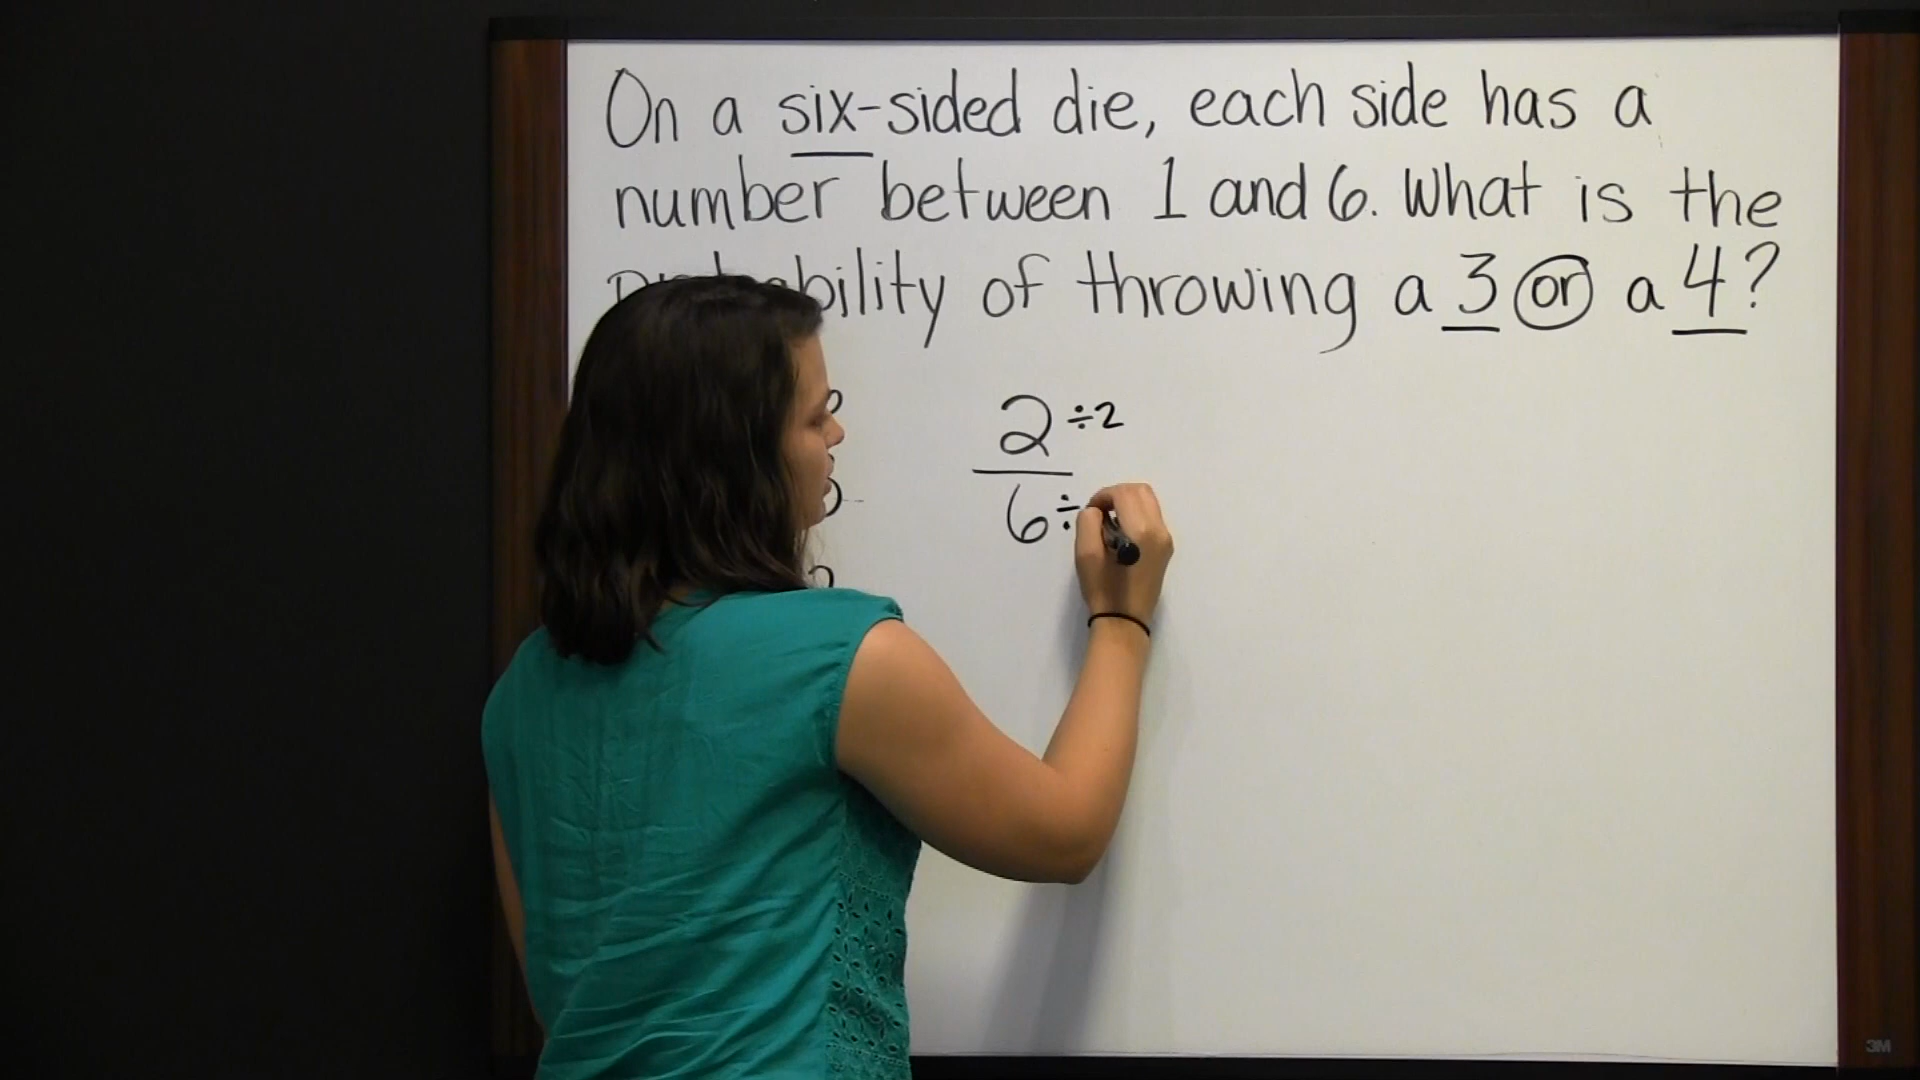 On a six-sided die, each side has a
number between 1 and 6. What is the
of throwing a 3 or a 4?
2 ÷2
6 ÷
3M